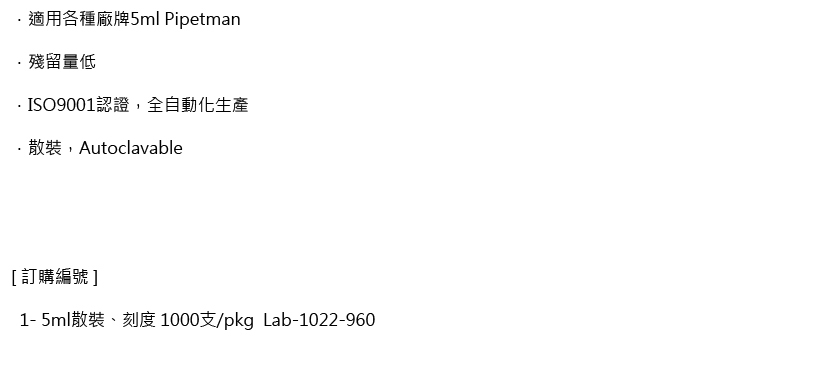 ．適用各種廠牌5ml Pipetman
．殘留量低
．ISO9001認證，全自動化生產
．散裝，Autoclavable
[ 訂購編號 ]
1- 5ml散裝、刻度 1000支/pkg  Lab-1022-960